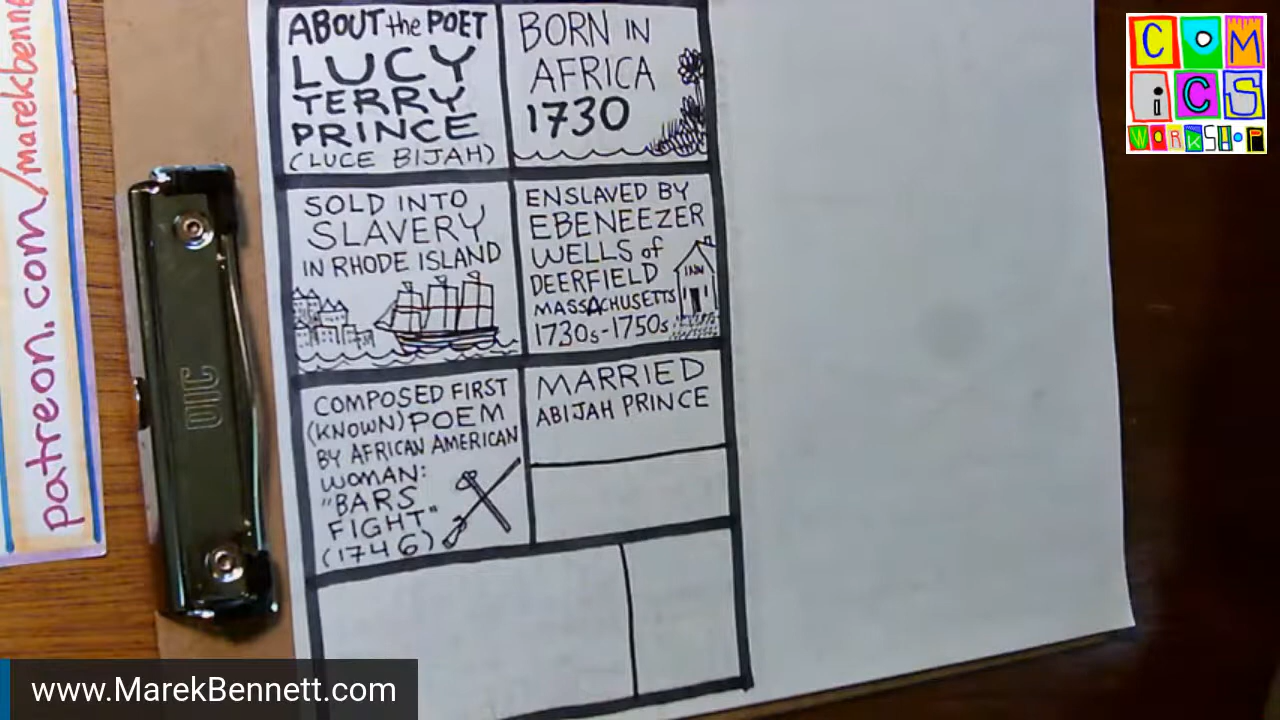 patreon.com/marekbenne
ABOUT the POET
LUCY
TERRY
PRINCE
(LUCE BIJAH)
BORN IN
AFRICA
1730
SOLD INTO
SLAVERY
IN RHODE ISLAND
ENSLAVED BY
EBENEEZER
WELLS of
DEERFIELD
MASSACHUSETTS
1730s-1750s
INN
COMPOSED FIRST
(KNOWN) POEM
BY AFRICAN AMERICAN
WOMAN:
"BARS
FIGHT"
(1746)
MARRIED
ABIJAH PRINCE
COM
iCS
WORKSHOP
www.MarekBennett.com